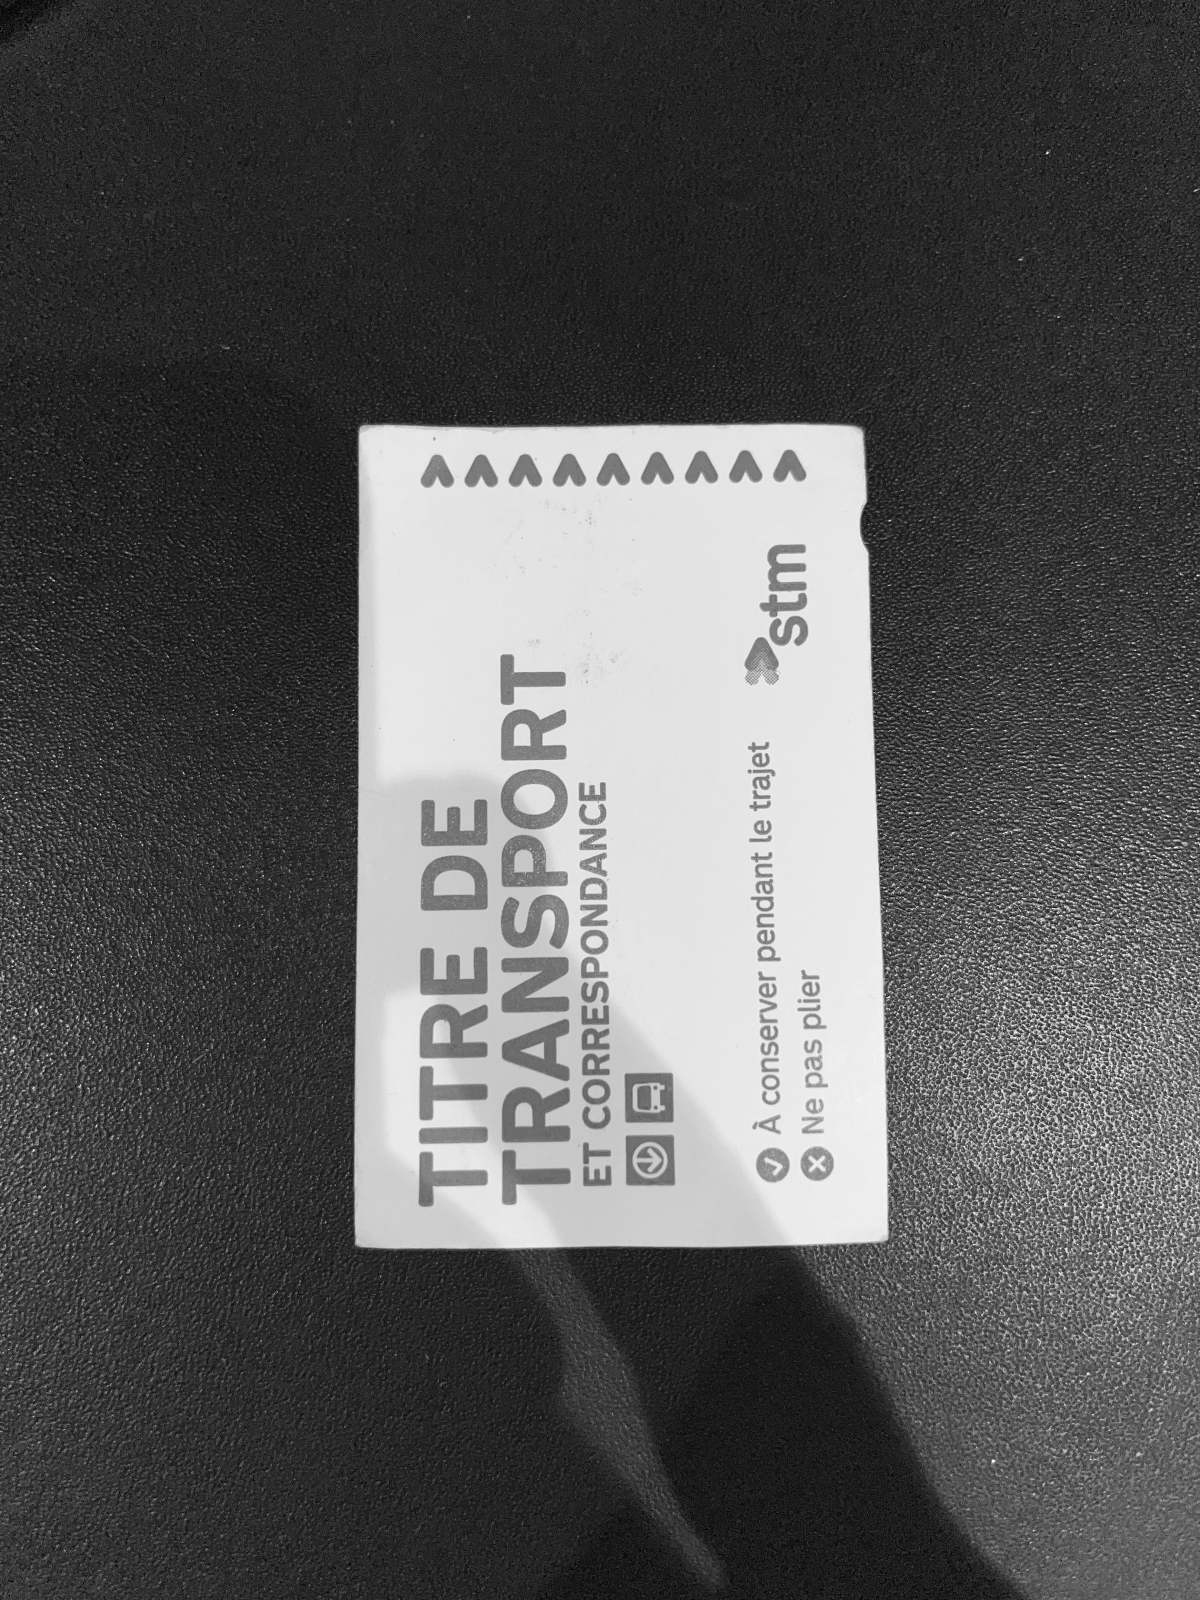 TITRE DE
TRANSPORT
ET CORRESPONDANCE
À conserver pendant le trajet
Ne pas plier
stm